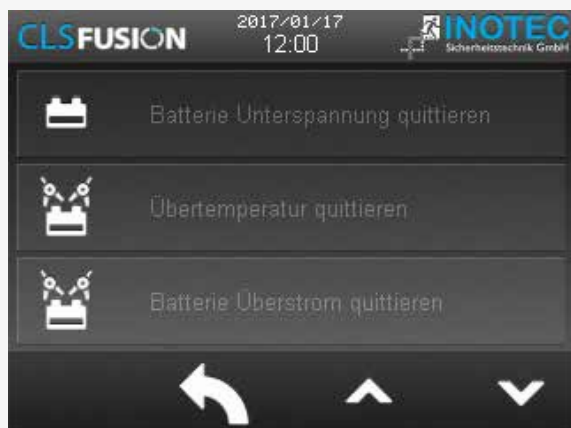 CLSFUSION
2017/01/17
12:00
INOTEC
Sicherheitstechnik GmbH
Batterie Unterspannung quittieren
Übertemperatur quittieren
Batterie Überstrom quittieren